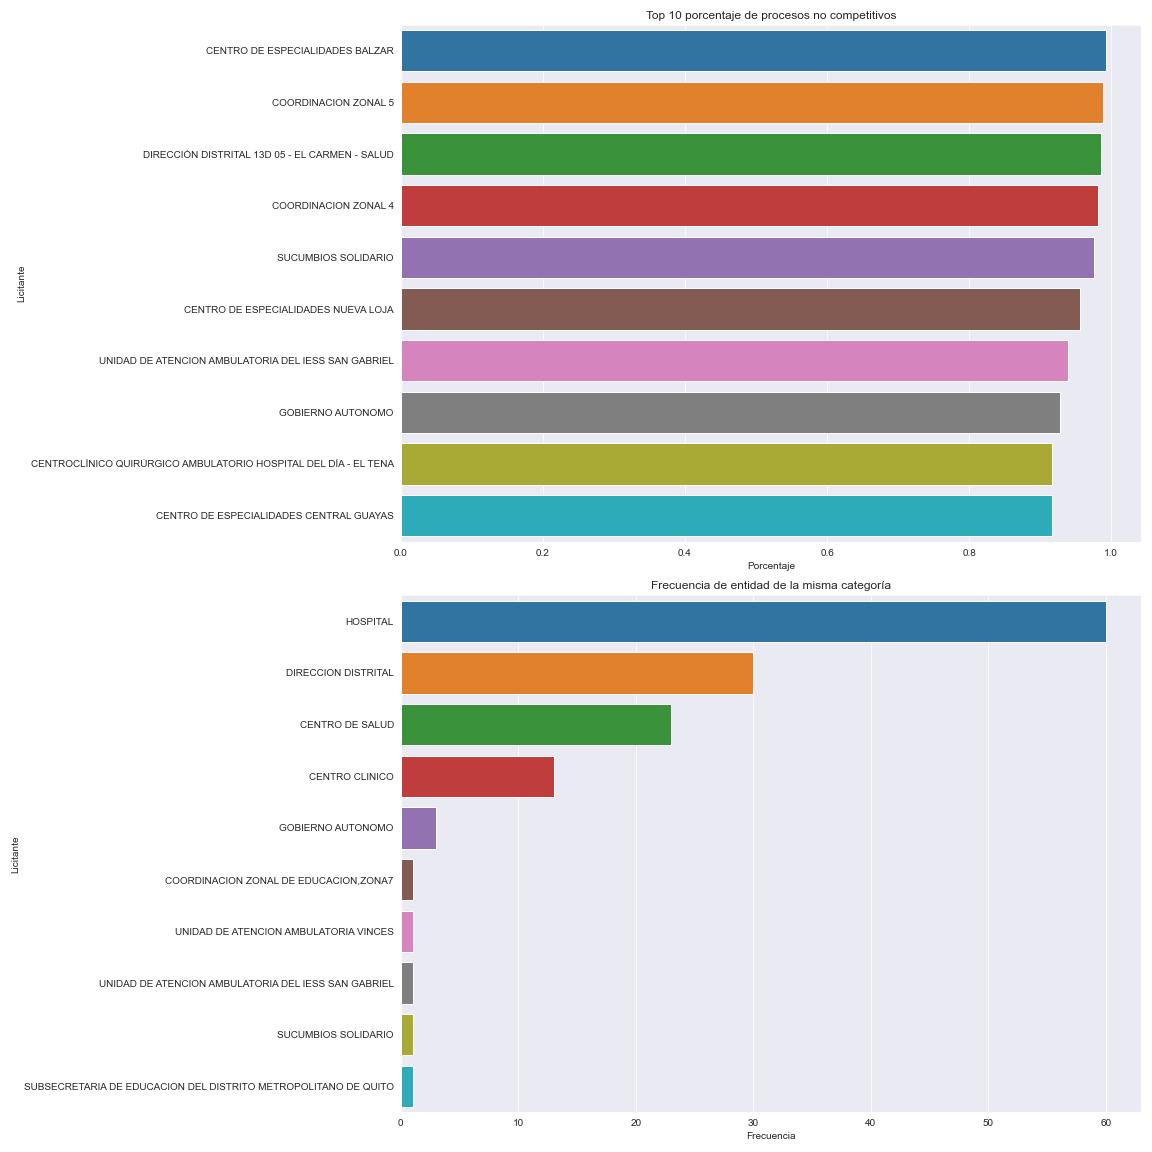 Top 10 porcentaje de procesos no competitivos
CENTRO DE ESPECIALIDADES BALZAR
COORDINACION ZONAL 5
DIRECCIÓN DISTRITAL 13D 05 - EL CARMEN - SALUD
COORDINACION ZONAL 4
SUCUMBIOS SOLIDARIO
CENTRO DE ESPECIALIDADES NUEVA LOJA
UNIDAD DE ATENCION AMBULATORIA DEL IESS SAN GABRIEL
GOBIERNO AUTONOMO
CENTROCLÍNICO QUIRÚRGICO AMBULATORIO HOSPITAL DEL DÍA - EL TENA
CENTRO DE ESPECIALIDADES CENTRAL GUAYAS
Licitante
0.0 0.2 0.4 0.6 0.8 1.0
Porcentaje
Frecuencia de entidad de la misma categoría
HOSPITAL
DIRECCION DISTRITAL
CENTRO DE SALUD
CENTRO CLINICO
GOBIERNO AUTONOMO
COORDINACION ZONAL DE EDUCACION,ZONA7
UNIDAD DE ATENCION AMBULATORIA VINCES
UNIDAD DE ATENCION AMBULATORIA DEL IESS SAN GABRIEL
SUCUMBIOS SOLIDARIO
SUBSECRETARIA DE EDUCACION DEL DISTRITO METROPOLITANO DE QUITO
Licitante
0 10 20 30 40 50 60
Frecuencia